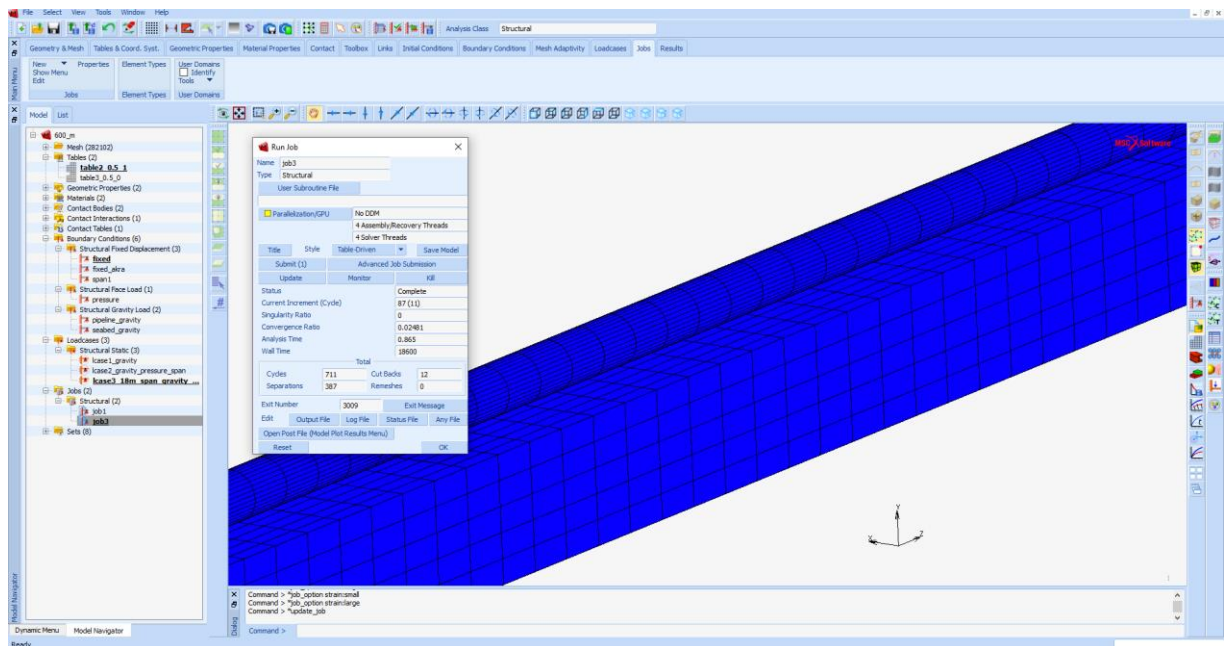 File Select View Tools Window Help
Analysis Class Structural
Geometry & Mesh Tables & Coord. Syst. Geometric Properties Material Properties Contact Toolbox Links Initial Conditions Boundary Conditions Mesh Adaptivity Loadcases Jobs Results
New Properties Element Types User Domains
Show Menu Identify
Edit Tools
Jobs Element Types User Domains
Main Menu
Model List
600_m
Mesh (282102)
Tables (2)
table2_0.5_1
table3_0.5_0
Geometric Properties (2)
Materials (2)
Contact Bodies (2)
Contact Interactions (1)
Contact Tables (1)
Boundary Conditions (6)
Structural Fixed Displacement (3)
fixed
fixed_akra
span1
Structural Face Load (1)
pressure
Structural Gravity Load (2)
pipeline_gravity
seabed_gravity
Loadcases (3)
Structural Static (3)
lcase1_gravity
lcase2_gravity_pressure_span
lcase3_18m_span_gravity_...
Jobs (2)
Structural (2)
job1
job3
Sets (8)
Model Navigator
Dynamic Menu Model Navigator
Ready
Run Job
Name job3
Type Structural
User Subroutine File
Parallelization/GPU No DDM
4 Assembly/Recovery Threads
4 Solver Threads
Title Style Table-Driven Save Model
Submit (1) Advanced Job Submission
Update Monitor Kill
Status Complete
Current Increment (Cycle) 87 (11)
Singularity Ratio 0
Convergence Ratio 0.02481
Analysis Time 0.865
Wall Time 18600
Total
Cycles 711 Cut Backs 12
Separations 387 Remeshes 0
Exit Number 3009 Exit Message
Edit Output File Log File Status File Any File
Open Post File (Model Plot Results Menu)
Reset OK
MSC Software
Y
X Z
1
Command > *job_option strain:small
Command > *job_option strain:large
Command > *update_job
Command >
Dialog